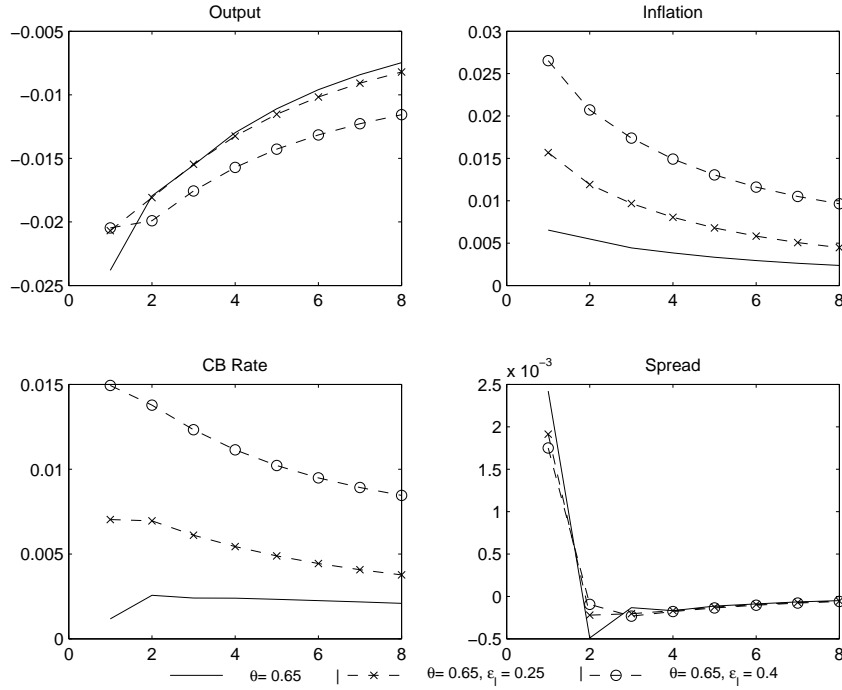 Output
Inflation
−0.005
−0.01
−0.015
−0.02
−0.025
0 2 4 6 8
0.03
0.025
0.02
0.015
0.01
0.005
0
0 2 4 6 8
CB Rate
Spread
0.015
0.01
0.005
0
0 2 4 6 8
x 10⁻³
2.5
2
1.5
1
0.5
0
−0.5
0 2 4 6 8
θ= 0.65
θ= 0.65, εₗ = 0.25
θ= 0.65, εₗ = 0.4